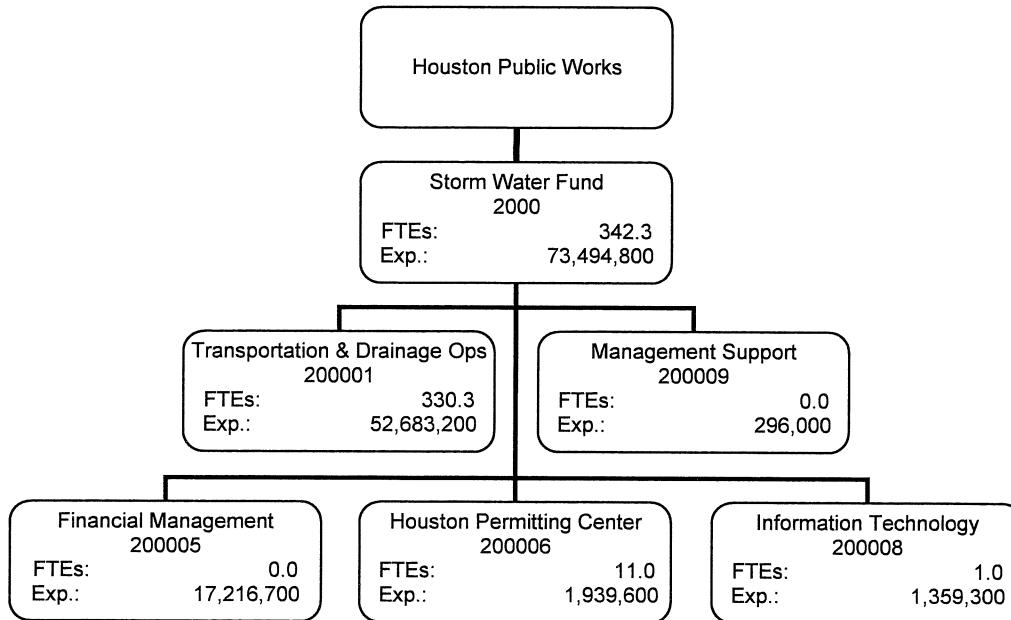 Houston Public Works
Storm Water Fund
2000
FTEs: 342.3
Exp.: 73,494,800
Transportation & Drainage Ops
200001
FTEs: 330.3
Exp.: 52,683,200
Management Support
200009
FTEs: 0.0
Exp.: 296,000
Financial Management
200005
FTEs: 0.0
Exp.: 17,216,700
Houston Permitting Center
200006
FTEs: 11.0
Exp.: 1,939,600
Information Technology
200008
FTEs: 1.0
Exp.: 1,359,300